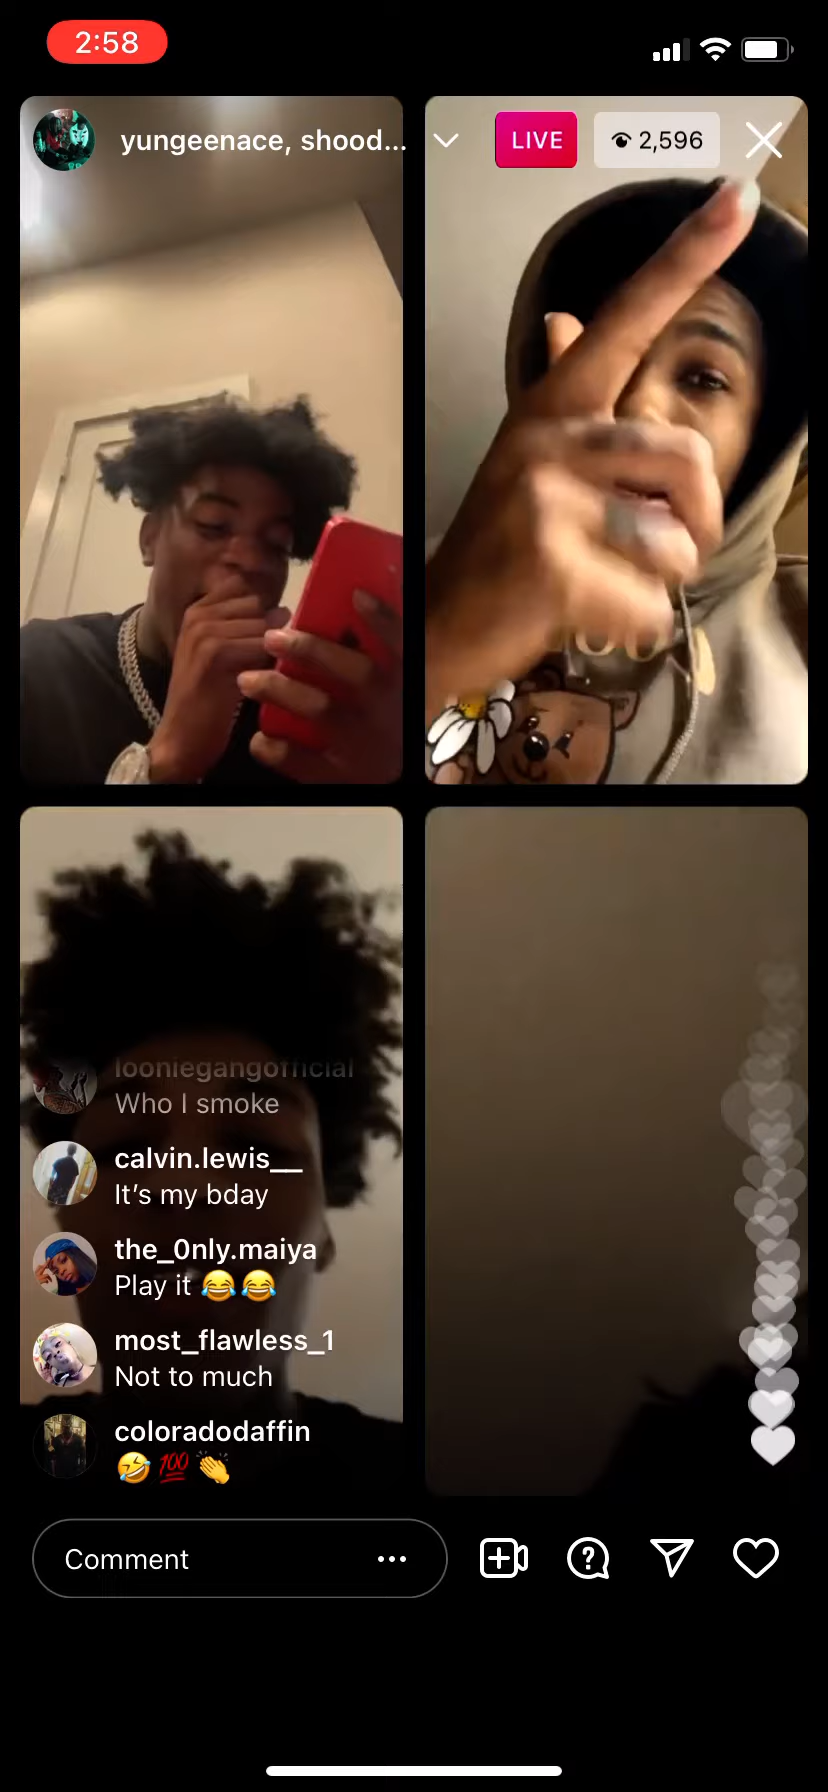 2:58
yungeenace, shood...
LIVE
2,596
looniegangofficial
Who I smoke
calvin.lewis__
It's my bday
the_0nly.maiya
Play it 😂😂
most_flawless_1
Not to much
coloradodaffin
🤣💯👏
Comment